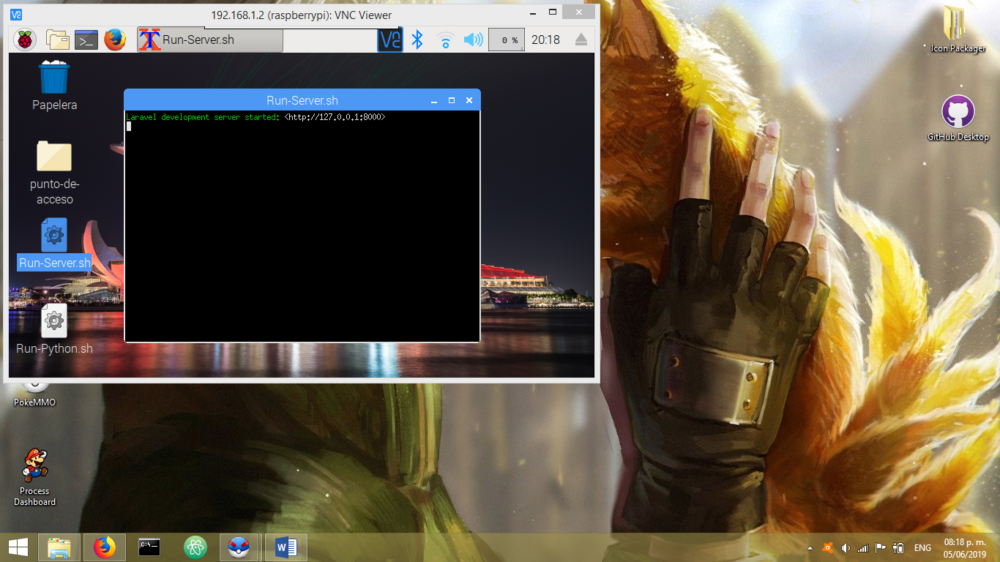 192.168.1.2 (raspberrypi): VNC Viewer
Run-Server.sh
0 %
20:18
Papelera
punto-de-
acceso
Run-Server.sh
Run-Python.sh
Run-Server.sh
Laravel development server started: <http://127.0.0.1:8000>
Icon Packager
GitHub Desktop
PokeMMO
Process
Dashboard
C:\_
ENG
08:18 p. m.
05/06/2019